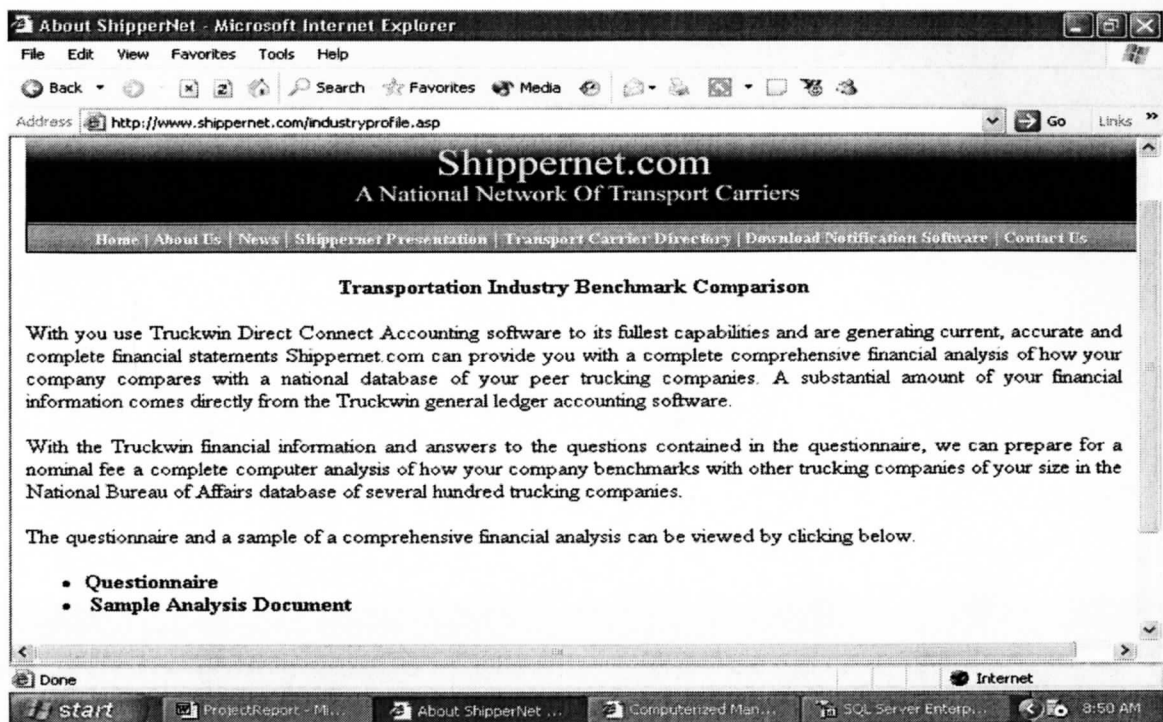 About ShipperNet - Microsoft Internet Explorer
File Edit View Favorites Tools Help
Back Search Favorites Media
Address http://www.shippernet.com/industryprofile.asp Go Links »
Shippernet.com
A National Network Of Transport Carriers
Home | About Us | News | Shippernet Presentation | Transport Carrier Directory | Download Notification Software | Contact Us
Transportation Industry Benchmark Comparison
With you use Truckwin Direct Connect Accounting software to its fullest capabilities and are generating current, accurate and
complete financial statements Shippernet.com can provide you with a complete comprehensive financial analysis of how your
company compares with a national database of your peer trucking companies. A substantial amount of your financial
information comes directly from the Truckwin general ledger accounting software.
With the Truckwin financial information and answers to the questions contained in the questionnaire, we can prepare for a
nominal fee a complete computer analysis of how your company benchmarks with other trucking companies of your size in the
National Bureau of Affairs database of several hundred trucking companies.
The questionnaire and a sample of a comprehensive financial analysis can be viewed by clicking below.
• Questionnaire
• Sample Analysis Document
Done Internet
start ProjectReport - Mi... About ShipperNet ... Computerized Man... SQL Server Enterp... 8:50 AM